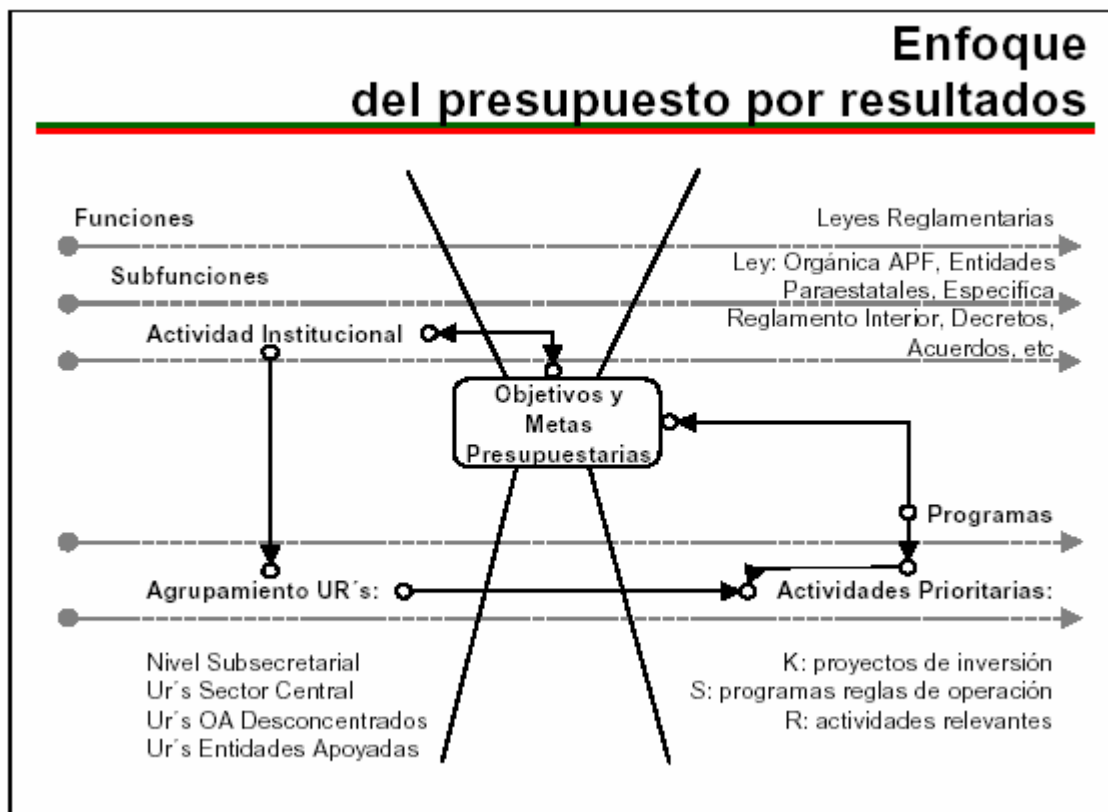 Enfoque
del presupuesto por resultados
Funciones
Leyes Reglamentarias
Subfunciones
Ley: Orgánica APF, Entidades
Paraestatales, Especifica
Actividad Institucional
Reglamento Interior, Decretos,
Acuerdos, etc
Objetivos y
Metas
Presupuestarias
Programas
Agrupamiento UR´s:
Actividades Prioritarias:
Nivel Subsecretarial
Ur´s Sector Central
Ur´s OA Desconcentrados
Ur´s Entidades Apoyadas
K: proyectos de inversión
S: programas reglas de operación
R: actividades relevantes